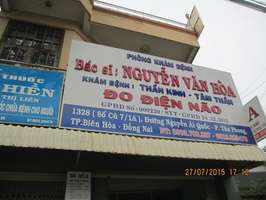 PHÒNG KHÁM BỆNH
Bác sĩ: NGUYỄN VĂN HÒA
KHÁM BỆNH: THẦN KINH - TÂM THẦN
ĐO ĐIỆN NÃO
1328 (Số Cũ 7/1A), Đường Nguyễn Ái Quốc - P. Tân Phong
TP.Biên Hòa - Đồng Nai
THUỐC
HIỀN
THỊ LIÊN
A
27/07/2015 17:12